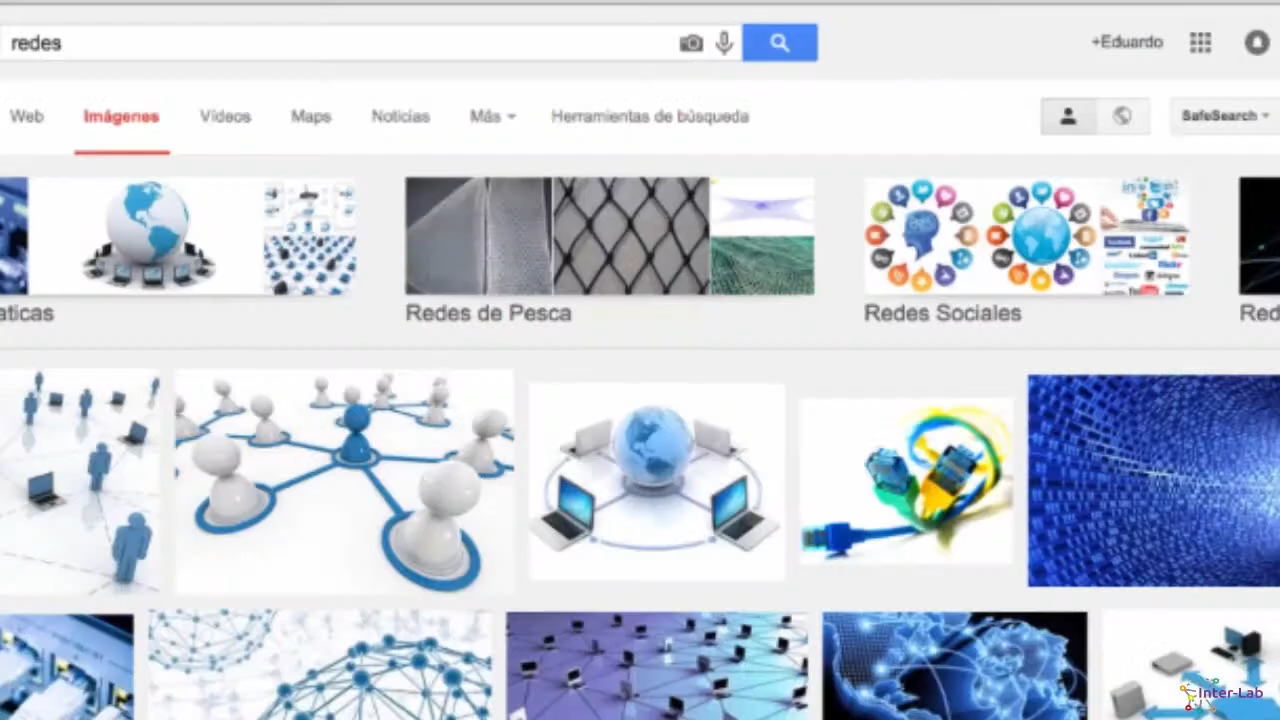 redes
+Eduardo
Web Imágenes Vídeos Maps Noticias Más Herramientas de búsqueda SafeSearch
aticas Redes de Pesca Redes Sociales Red
Inter-Lab